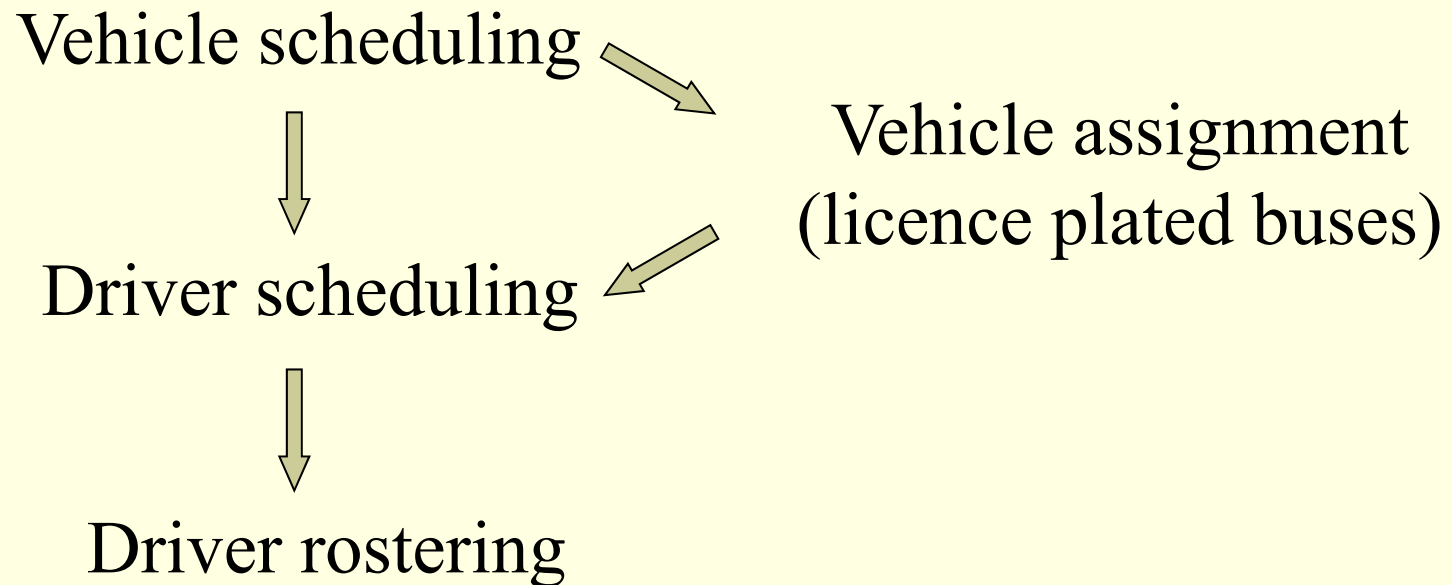 Vehicle scheduling
Vehicle assignment
(licence plated buses)
Driver scheduling
Driver rostering